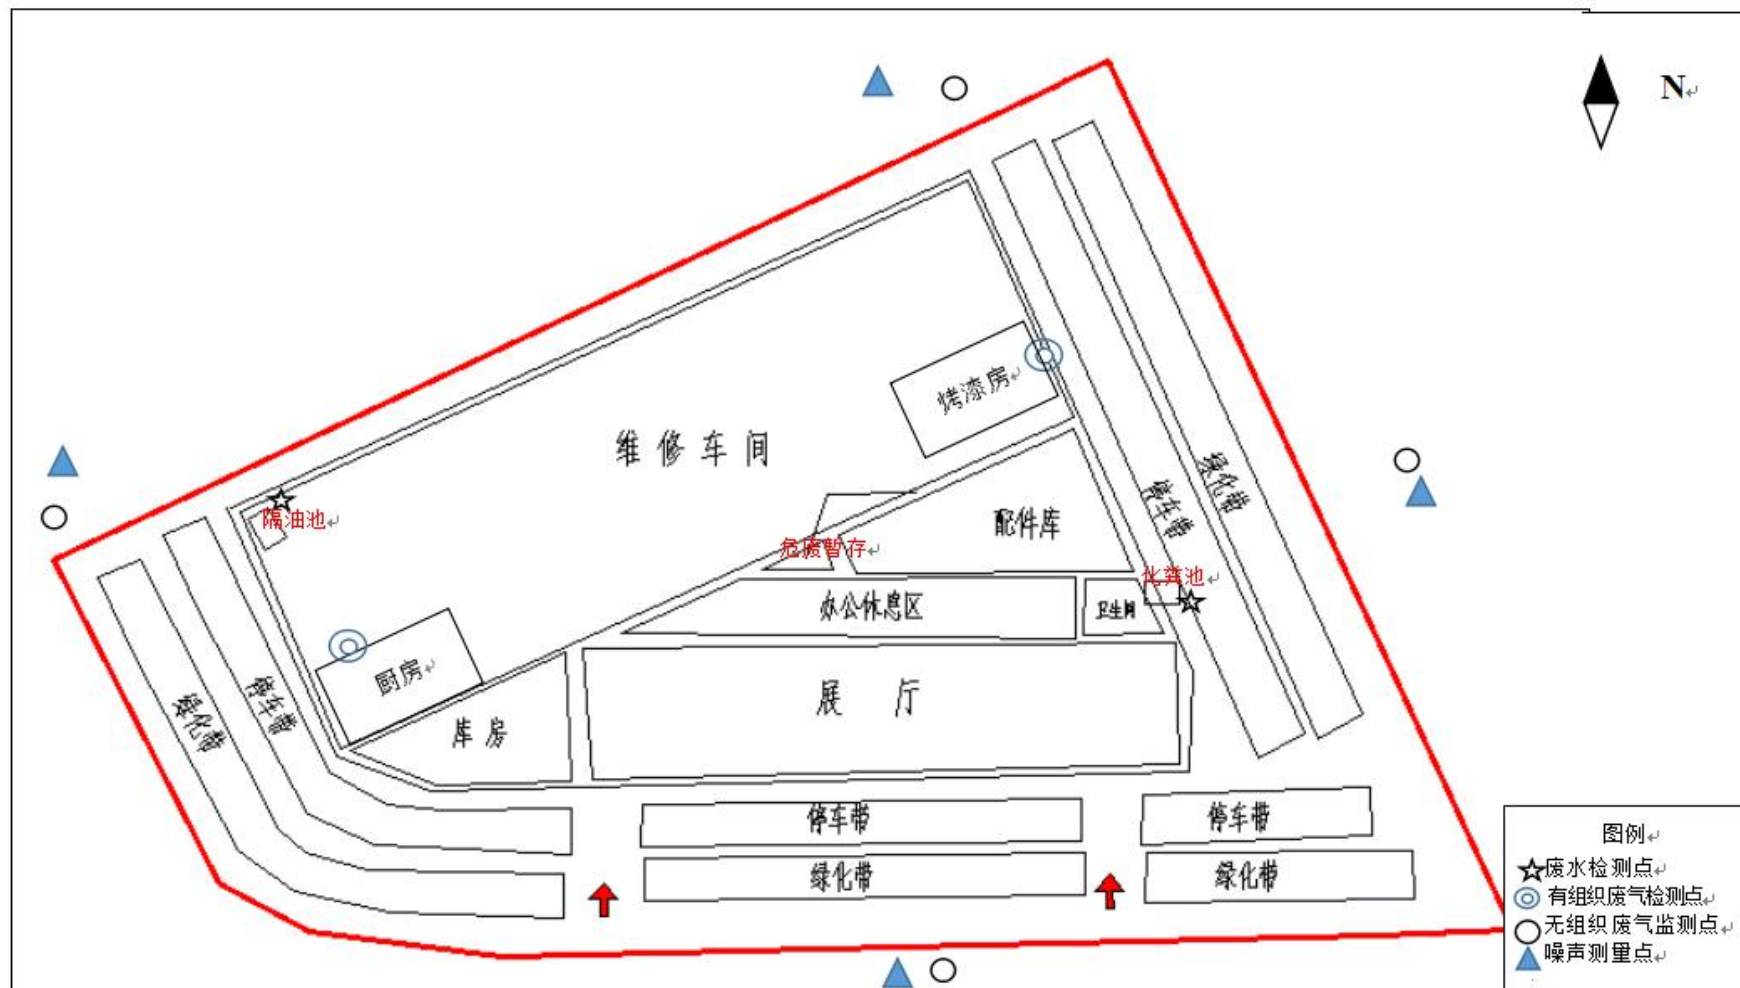 N
烤漆房
维修车间
绿化带
停车带
隔油池
配件库
危废暂存
化粪池
办公休息区
卫生间
厨房
展厅
绿化带
停车带
库房
停车带
停车带
绿化带
绿化带
图例
废水检测点
有组织废气检测点
无组织废气监测点
噪声测量点